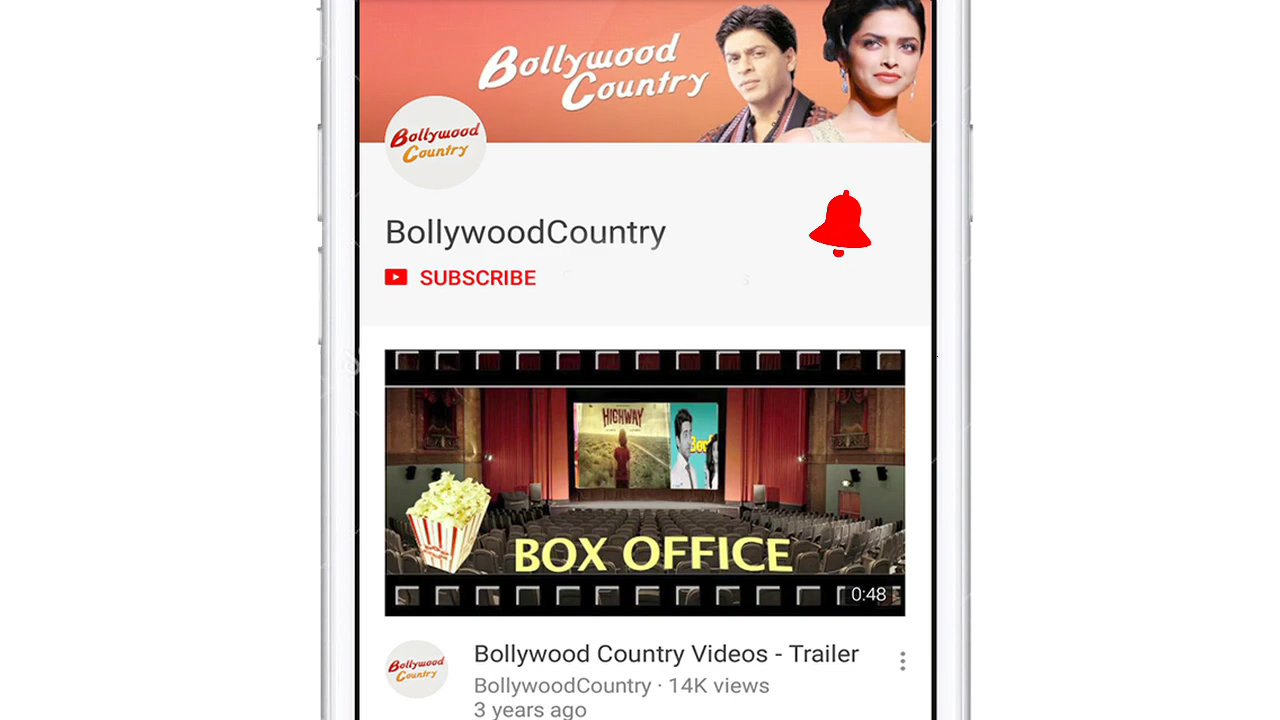 Bollywood
Country
Bollywood
Country
BollywoodCountry
SUBSCRIBE
HIGHWAY
BOX OFFICE
0:48
Bollywood
Country
Bollywood Country Videos - Trailer
BollywoodCountry · 14K views
3 years ago